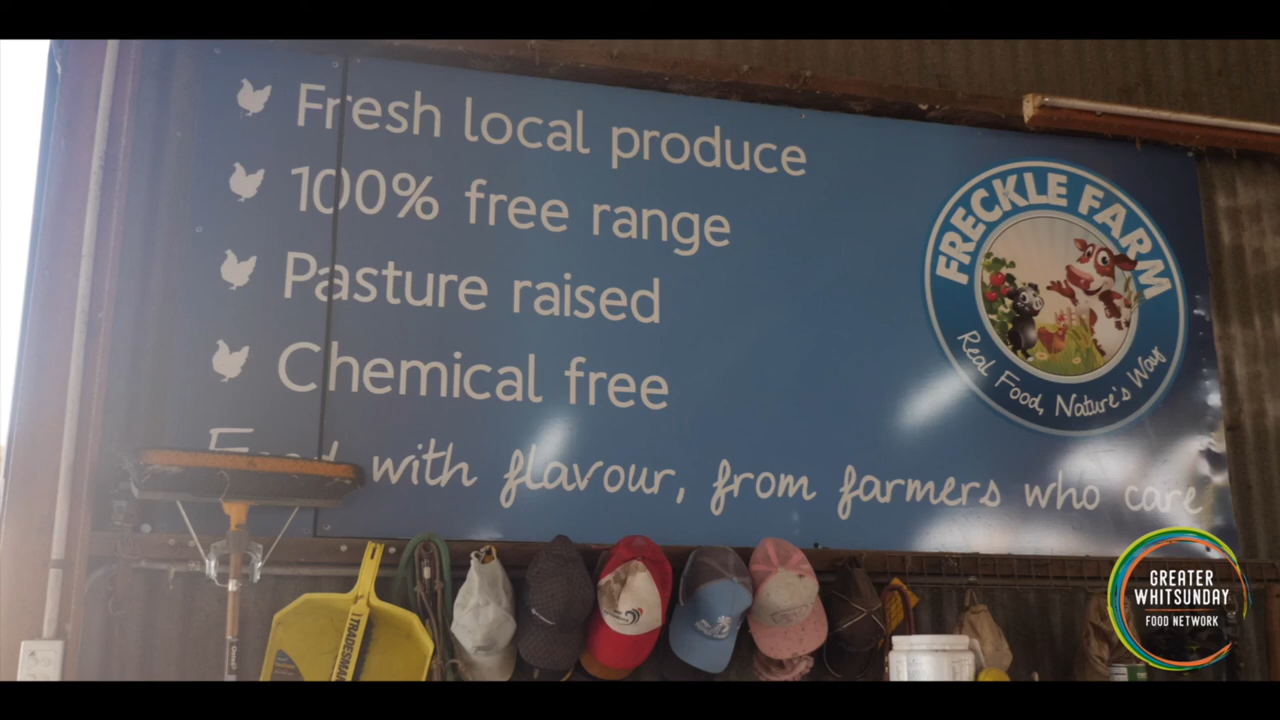 Fresh local produce
100% free range
Pasture raised
Chemical free
with flavour, from farmers who care
FRECKLE FARM
Real Food, Nature's Way
TRADESMAN
GREATER
WHITSUNDAY
FOOD NETWORK